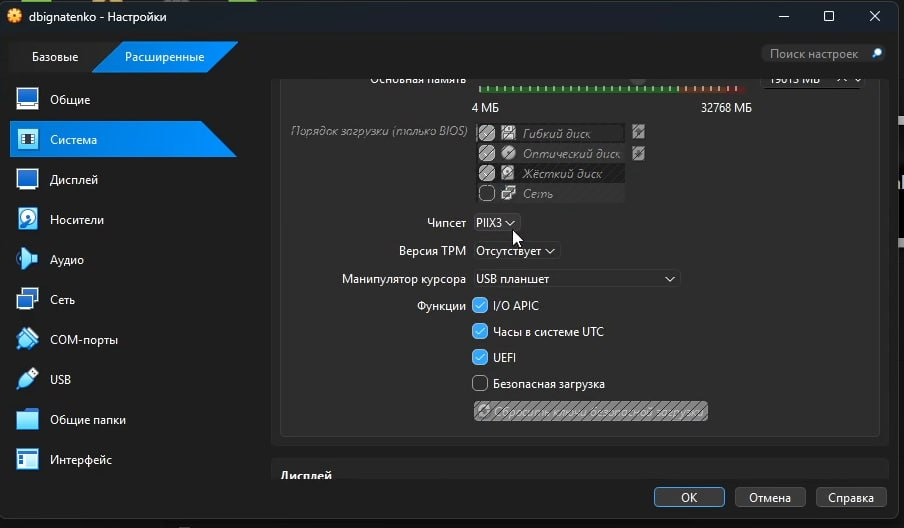 dbignatenko - Настройки
Базовые
Расширенные
Поиск настроек
Общие
Система
Дисплей
Носители
Аудио
Сеть
COM-порты
USB
Общие папки
Интерфейс
Основная память
19013 МБ
4 МБ
32768 МБ
Порядок загрузки (только BIOS)
Гибкий диск
Оптический диск
Жёсткий диск
Сеть
Чипсет PIIX3
Версия TPM Отсутствует
Манипулятор курсора USB планшет
Функции
I/O APIC
Часы в системе UTC
UEFI
Безопасная загрузка
Сбросить ключи безопасной загрузки
Дисплей
OK
Отмена
Справка